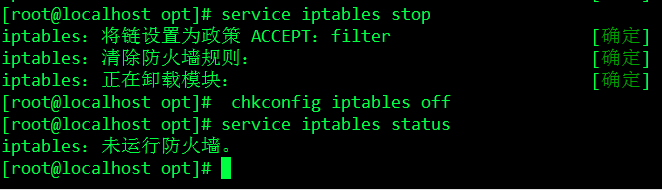 [root@localhost opt]# service iptables stop
iptables：将链设置为政策 ACCEPT：filter [确定]
iptables：清除防火墙规则： [确定]
iptables：正在卸载模块： [确定]
[root@localhost opt]#  chkconfig iptables off
[root@localhost opt]# service iptables status
iptables：未运行防火墙。
[root@localhost opt]#